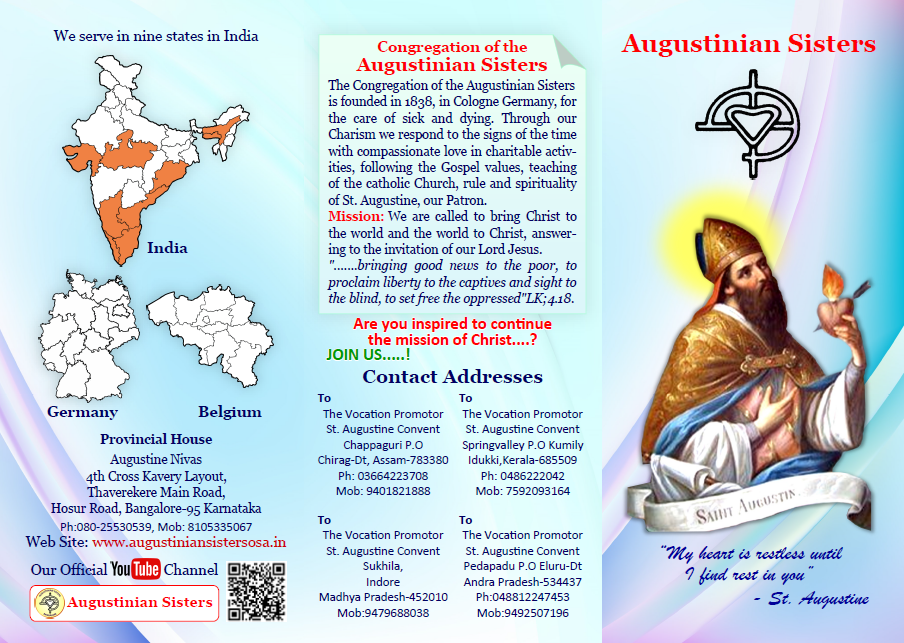 We serve in nine states in India
India
Germany
Belgium
Provincial House
Augustine Nivas
4th Cross Kavery Layout,
Thaverekere Main Road,
Hosur Road, Bangalore-95 Karnataka
Ph:080-25530539, Mob: 8105335067
Web Site: www.augustiniansistersosa.in
Our Official YouTube Channel
Augustinian Sisters
Congregation of the
Augustinian Sisters
The Congregation of the Augustinian Sisters
is founded in 1838, in Cologne Germany, for
the care of sick and dying. Through our
Charism we respond to the signs of the time
with compassionate love in charitable activ-
ities, following the Gospel values, teaching
of the catholic Church, rule and spirituality
of St. Augustine, our Patron.
Mission: We are called to bring Christ to
the world and the world to Christ, answer-
ing to the invitation of our Lord Jesus.
".......bringing good news to the poor, to
proclaim liberty to the captives and sight to
the blind, to set free the oppressed"LK;4.18.
Are you inspired to continue
the mission of Christ....?
JOIN US.....!
Contact Addresses
To
The Vocation Promotor
St. Augustine Convent
Chappaguri P.O
Chirag-Dt, Assam-783380
Ph: 03664223708
Mob: 9401821888
To
The Vocation Promotor
St. Augustine Convent
Springvalley P.O Kumily
Idukki,Kerala-685509
Ph: 0486222042
Mob: 7592093164
To
The Vocation Promotor
St. Augustine Convent
Sukhila,
Indore
Madhya Pradesh-452010
Mob:9479688038
To
The Vocation Promotor
St. Augustine Convent
Pedapadu P.O Eluru-Dt
Andra Pradesh-534437
Ph:048812247453
Mob:9492507196
Augustinian Sisters
SAINT AUGUSTIN.
"My heart is restless until
I find rest in you"
- St. Augustine